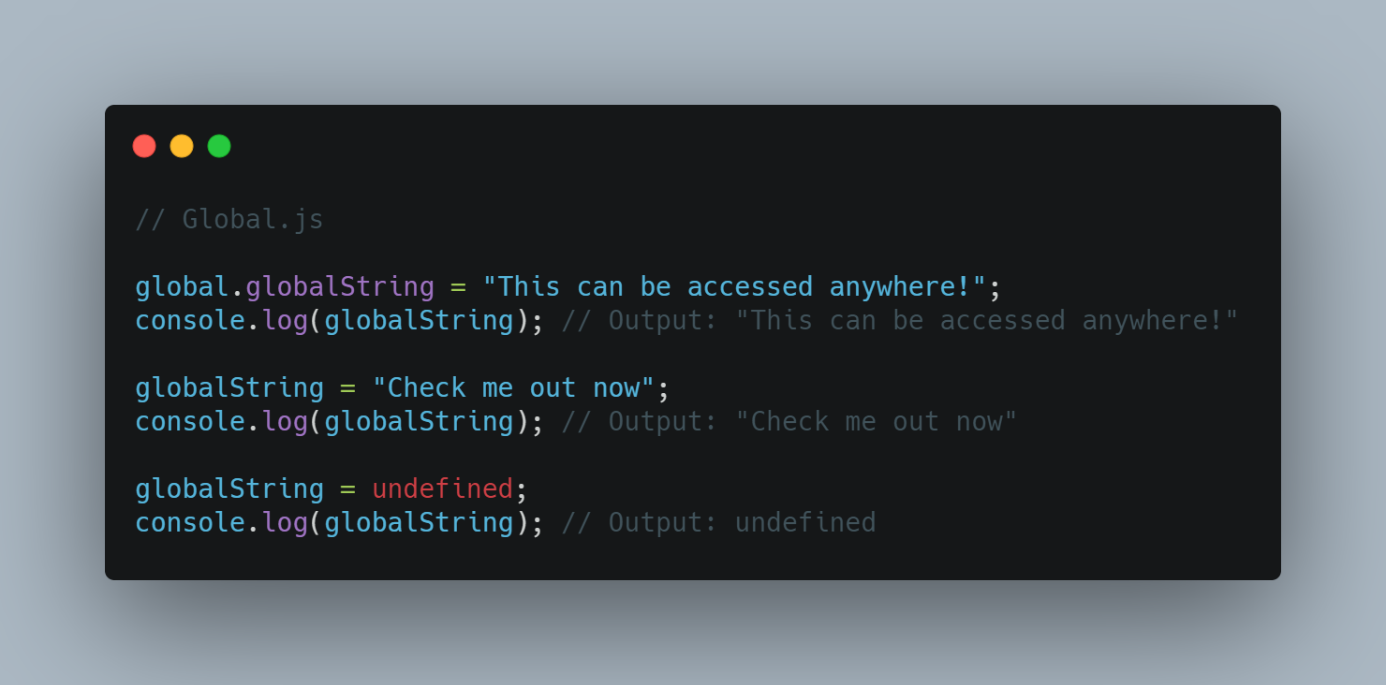 // Global.js
global.globalString = "This can be accessed anywhere!";
console.log(globalString); // Output: "This can be accessed anywhere!"
globalString = "Check me out now";
console.log(globalString); // Output: "Check me out now"
globalString = undefined;
console.log(globalString); // Output: undefined